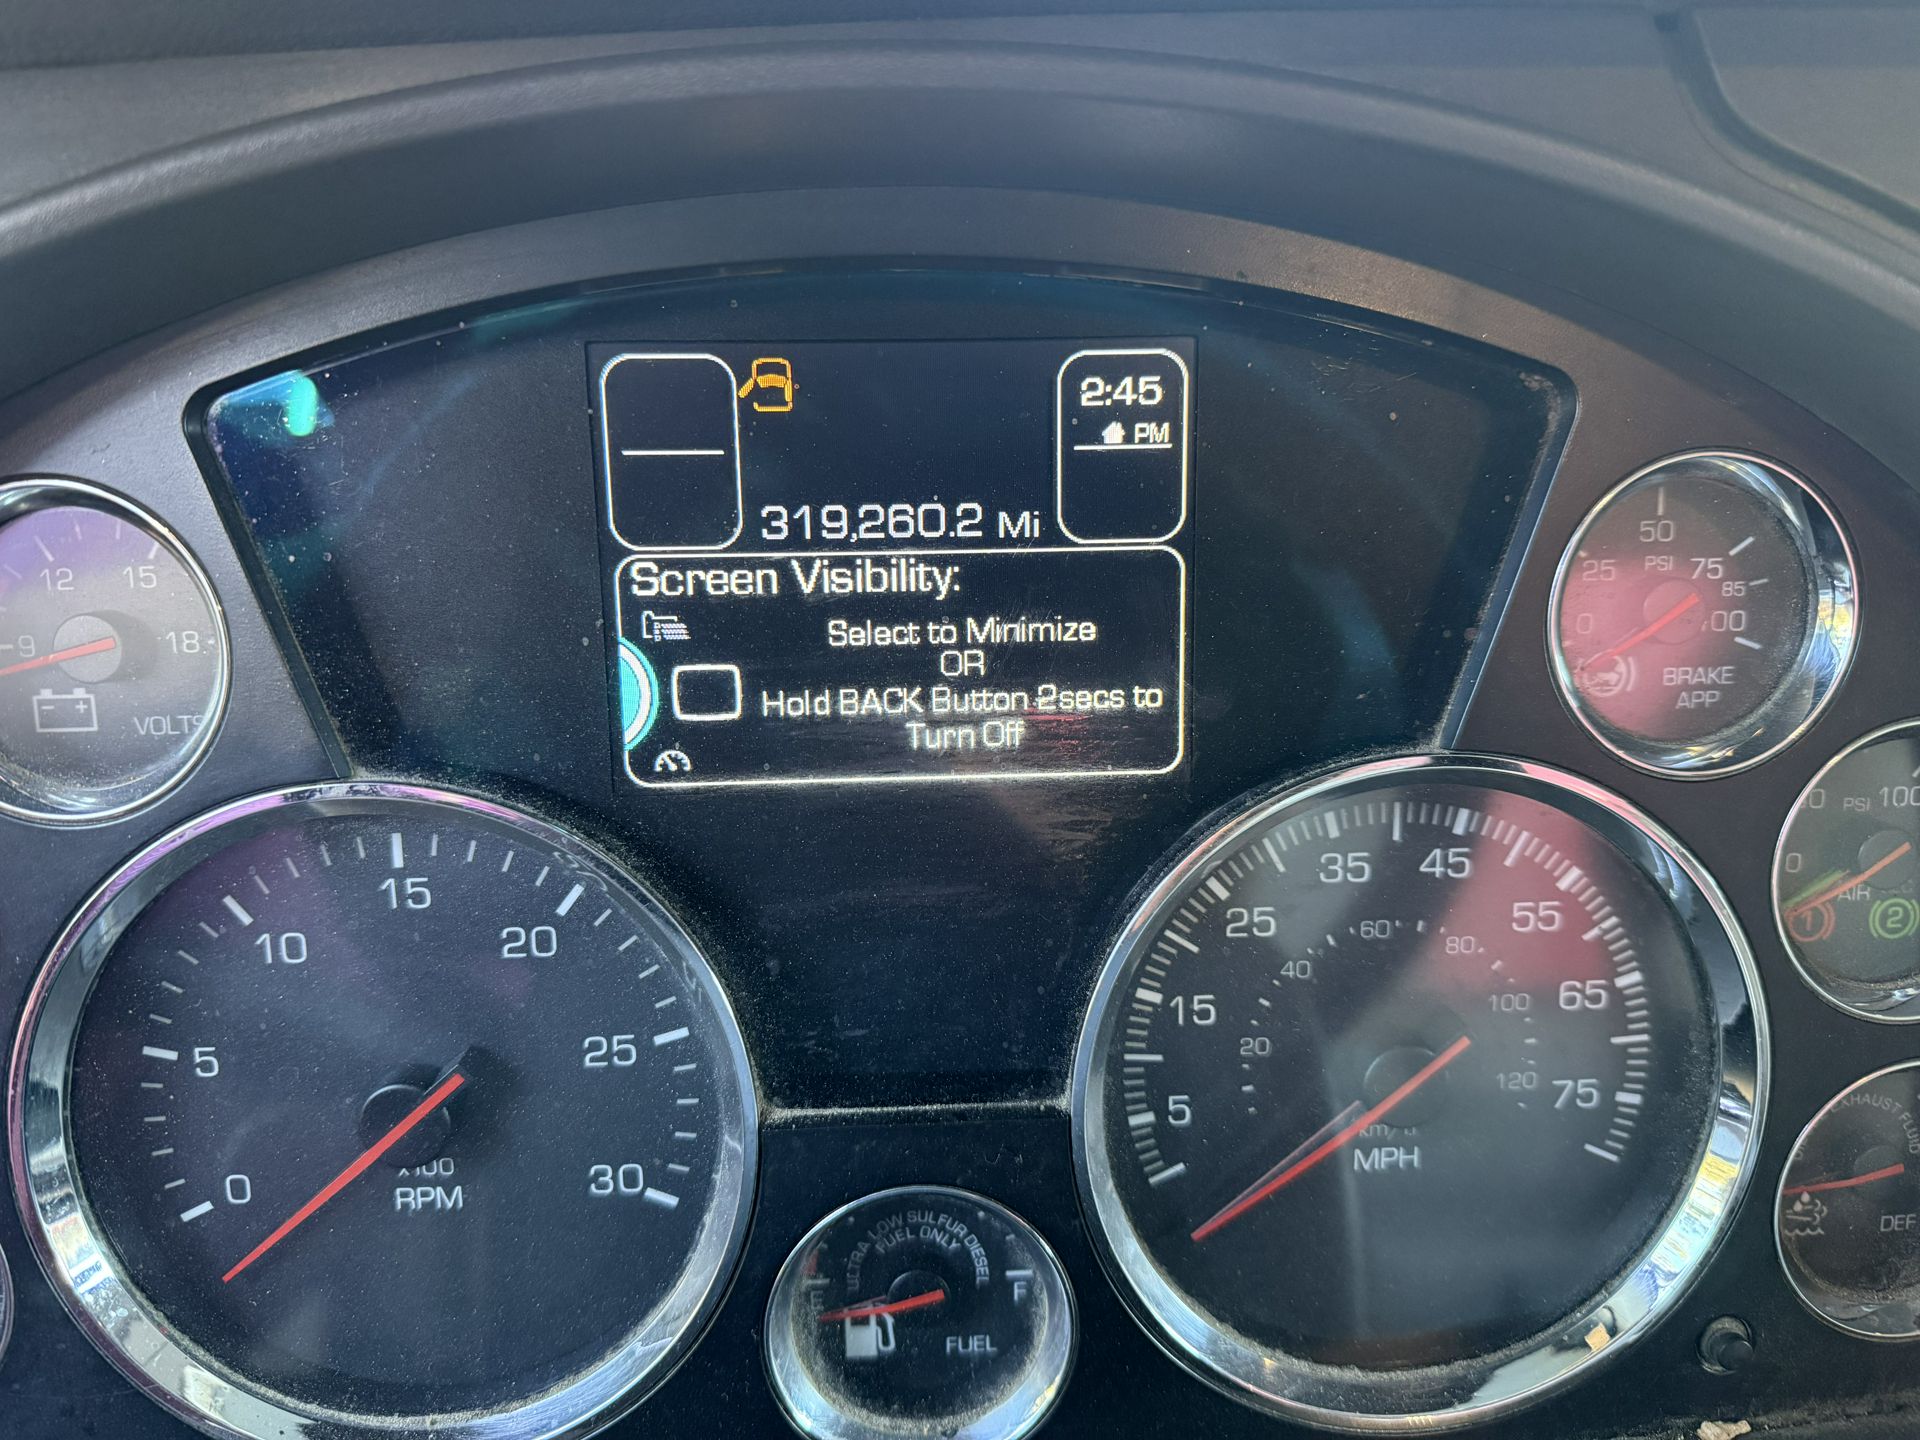 2:45
PM
319,260.2 Mi
Screen Visibility:
Select to Minimize
OR
Hold BACK Button 2secs to
Turn Off
9 12 15 18
VOLTS
0 25 50 75 85 100
PSI
BRAKE
APP
0 5 10 15 20 25 30
x100
RPM
5 15 25 35 45 55 65 75
20 40 60 80 100 120
km/h
MPH
PSI 100
0
AIR
1 2
ULTRA LOW SULFUR DIESEL
FUEL ONLY
E F
FUEL
EXHAUST FLUID
DEF